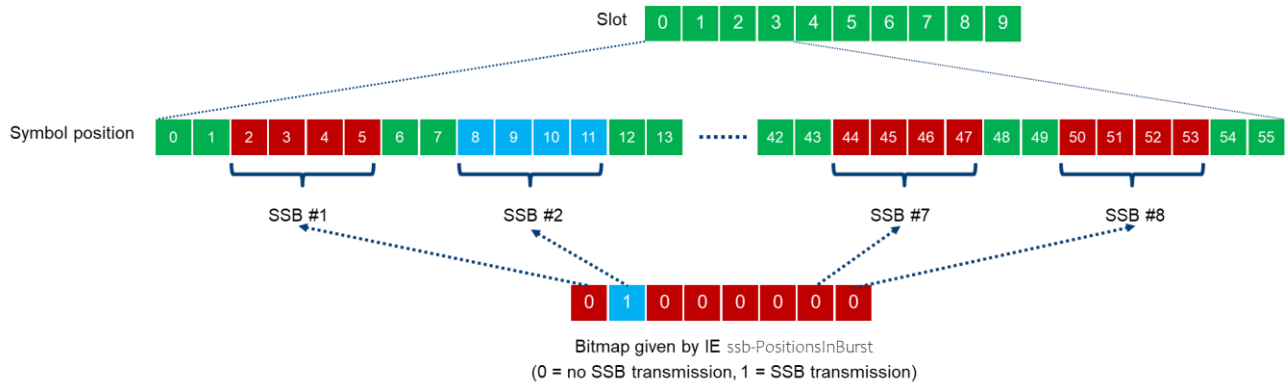 Slot 0 1 2 3 4 5 6 7 8 9
Symbol position 0 1 2 3 4 5 6 7 8 9 10 11 12 13 42 43 44 45 46 47 48 49 50 51 52 53 54 55
SSB #1 SSB #2 SSB #7 SSB #8
0 1 0 0 0 0 0 0
Bitmap given by IE ssb-PositionsInBurst
(0 = no SSB transmission, 1 = SSB transmission)